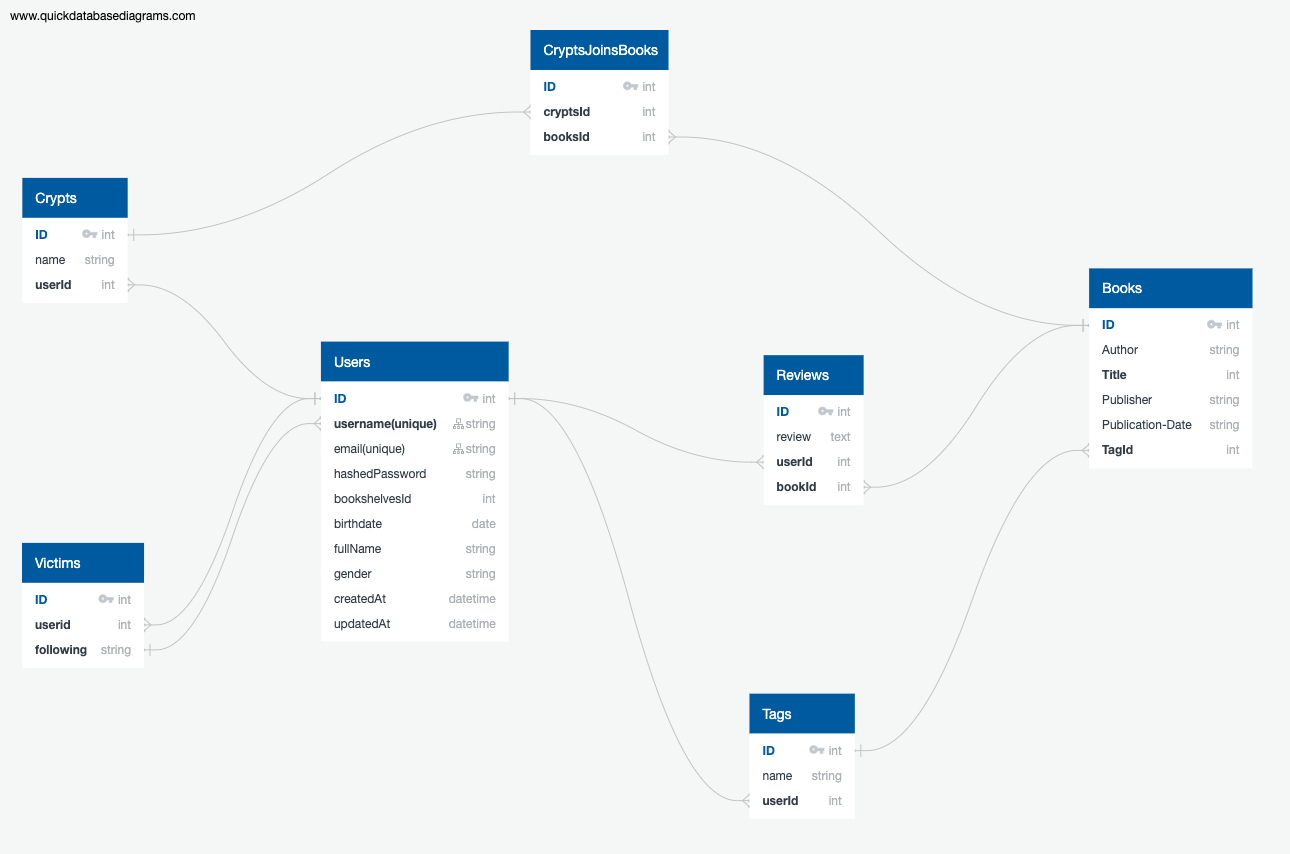 www.quickdatabasediagrams.com
CryptsJoinsBooks
ID int
cryptsId int
booksId int
Crypts
ID int
name string
userId int
Books
ID int
Author string
Title int
Publisher string
Publication-Date string
TagId int
Users
ID int
username(unique) string
email(unique) string
hashedPassword string
bookshelvesId int
birthdate date
fullName string
gender string
createdAt datetime
updatedAt datetime
Reviews
ID int
review text
userId int
bookId int
Victims
ID int
userid int
following string
Tags
ID int
name string
userId int